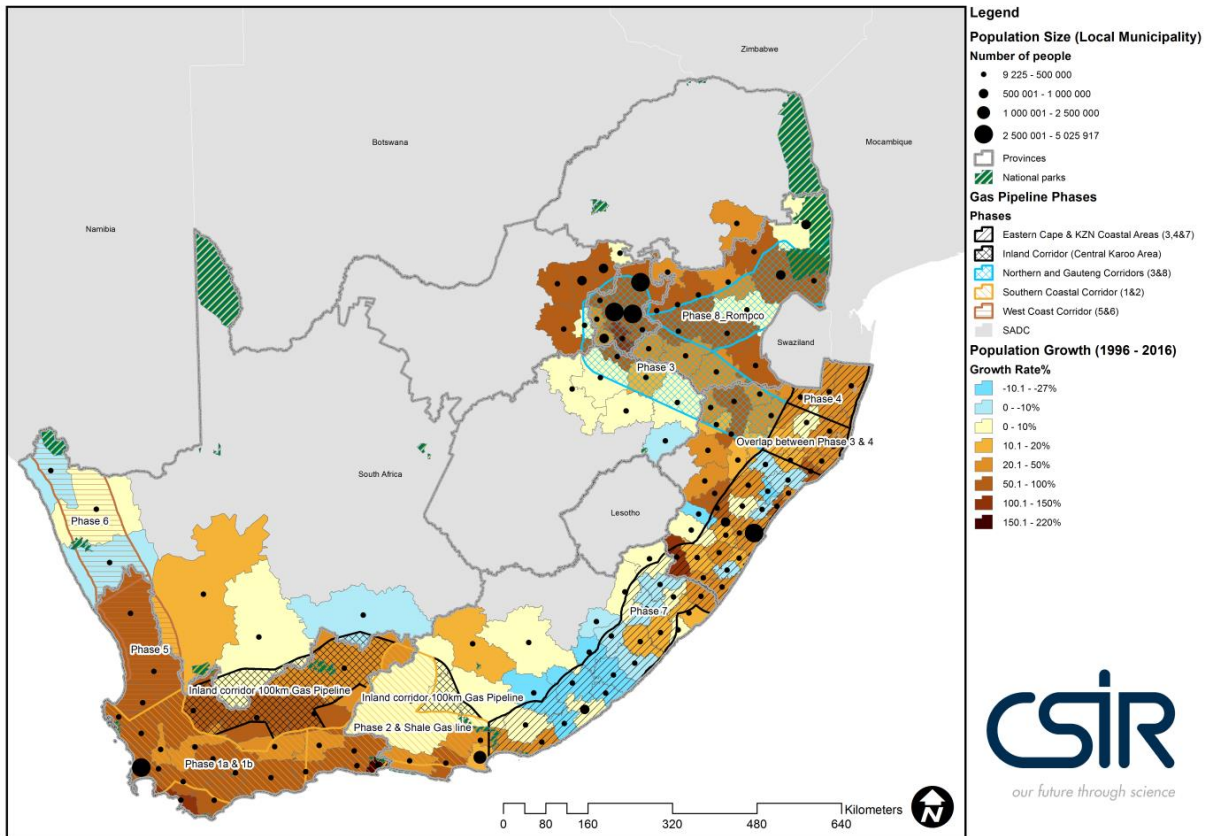 Zimbabwe
Botswana
Mocambique
Namibia
Phase 8_Rompco
Swaziland
Phase 3
Phase 4
Overlap between Phase 3 & 4
South Africa
Lesotho
Phase 6
Phase 7
Phase 5
Inland corridor 100km Gas Pipeline
Inland corridor 100km Gas Pipeline
Phase 2 & Shale Gas line
Phase 1a & 1b
Kilometers
0 80 160 320 480 640
N
Legend
Population Size (Local Municipality)
Number of people
9 225 - 500 000
500 001 - 1 000 000
1 000 001 - 2 500 000
2 500 001 - 5 025 917
Provinces
National parks
Gas Pipeline Phases
Phases
Eastern Cape & KZN Coastal Areas (3,4&7)
Inland Corridor (Central Karoo Area)
Northern and Gauteng Corridors (3&8)
Southern Coastal Corridor (1&2)
West Coast Corridor (5&6)
SADC
Population Growth (1996 - 2016)
Growth Rate%
-10.1 - -27%
0 - -10%
0 - 10%
10.1 - 20%
20.1 - 50%
50.1 - 100%
100.1 - 150%
150.1 - 220%
CSIR
our future through science